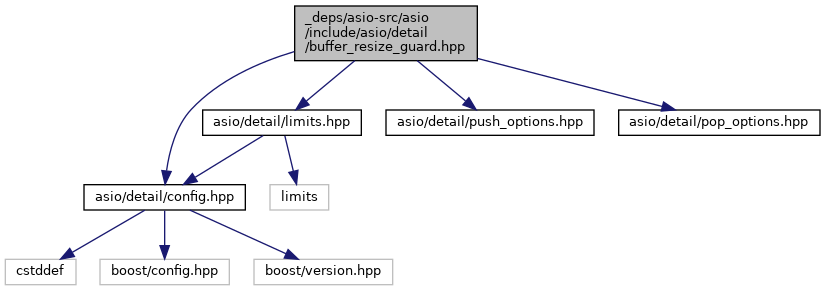 _deps/asio-src/asio
/include/asio/detail
/buffer_resize_guard.hpp
asio/detail/limits.hpp
asio/detail/push_options.hpp
asio/detail/pop_options.hpp
asio/detail/config.hpp
limits
cstddef
boost/config.hpp
boost/version.hpp